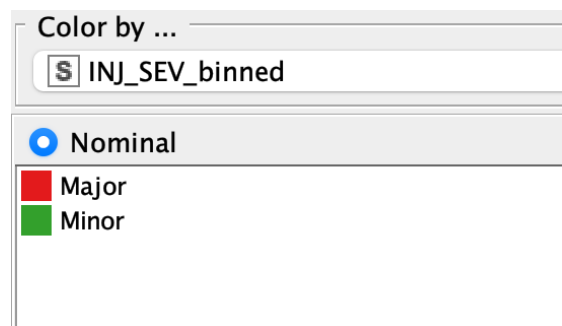 Color by ...
S INJ_SEV_binned
Nominal
Major
Minor